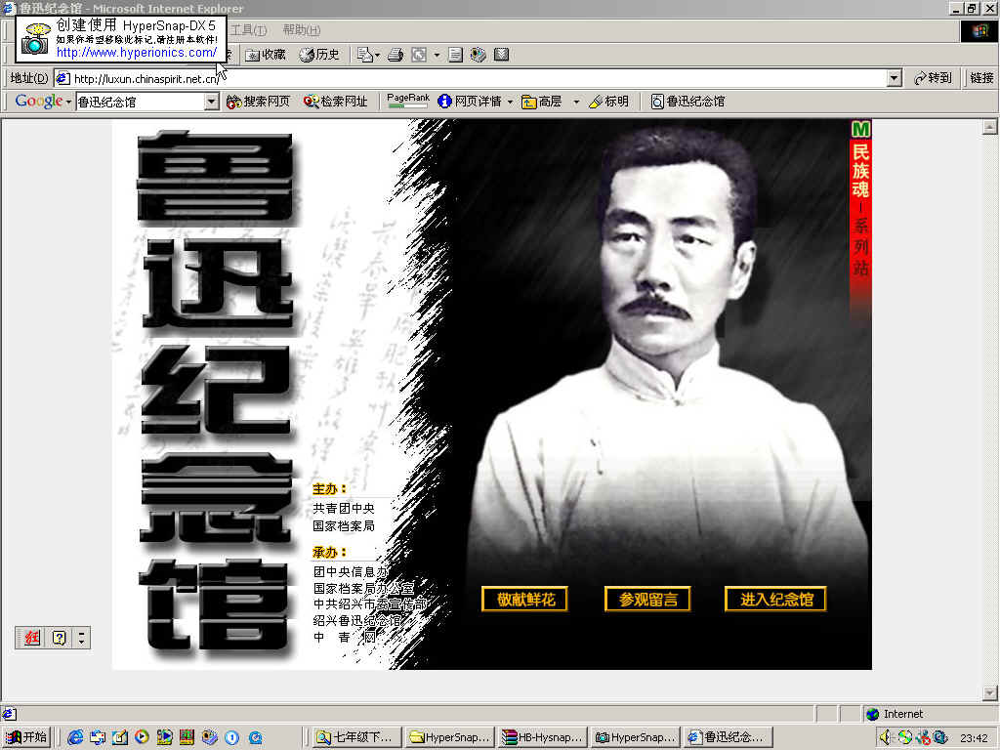 鲁迅纪念馆 - Microsoft Internet Explorer
创建使用 HyperSnap-DX 5
如果你希望移除此标记,请注册本软件!
http://www.hyperionics.com/
工具(T) 帮助(H)
收藏 历史
地址(D) http://luxun.chinaspirit.net.cn/ 转到 链接
Google 鲁迅纪念馆 搜索网页 检索网址 PageRank 网页详情 高层 标明 鲁迅纪念馆
鲁迅纪念馆
M
民族魂
系列站
主办：
共青团中央
国家档案局
承办：
团中央信息办
国家档案局办公室
中共绍兴市委宣传部
绍兴鲁迅纪念馆
中 青 网
敬献鲜花 参观留言 进入纪念馆
Internet
开始 七年级下... HyperSnap... HB-Hysnap... HyperSnap... 鲁迅纪念... 23:42